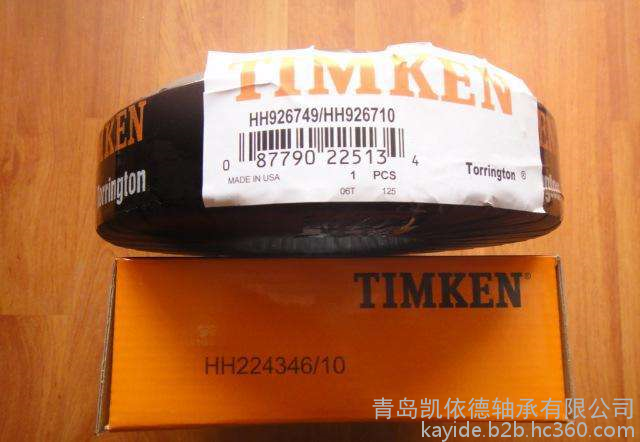 TIMKEN
HH926749/HH926710
0 87790 22513 4
MADE IN USA 1 PCS
06T 125
Torrington ®
Torrington
TIMKEN®
HH224346/10
青岛凯依德轴承有限公司
kayide.b2b.hc360.com